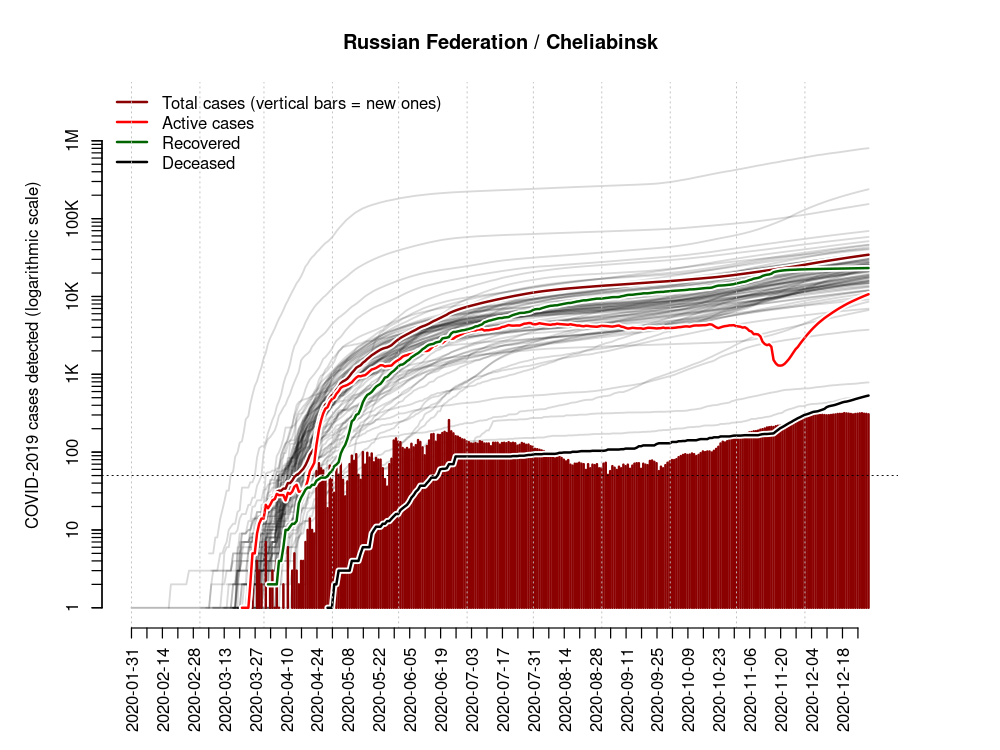 Russian Federation / Cheliabinsk
Total cases (vertical bars = new ones)
Active cases
Recovered
Deceased
COVID-2019 cases detected (logarithmic scale)
1M
100K
10K
1K
100
10
1
2020-01-31
2020-02-14
2020-02-28
2020-03-13
2020-03-27
2020-04-10
2020-04-24
2020-05-08
2020-05-22
2020-06-05
2020-06-19
2020-07-03
2020-07-17
2020-07-31
2020-08-14
2020-08-28
2020-09-11
2020-09-25
2020-10-09
2020-10-23
2020-11-06
2020-11-20
2020-12-04
2020-12-18